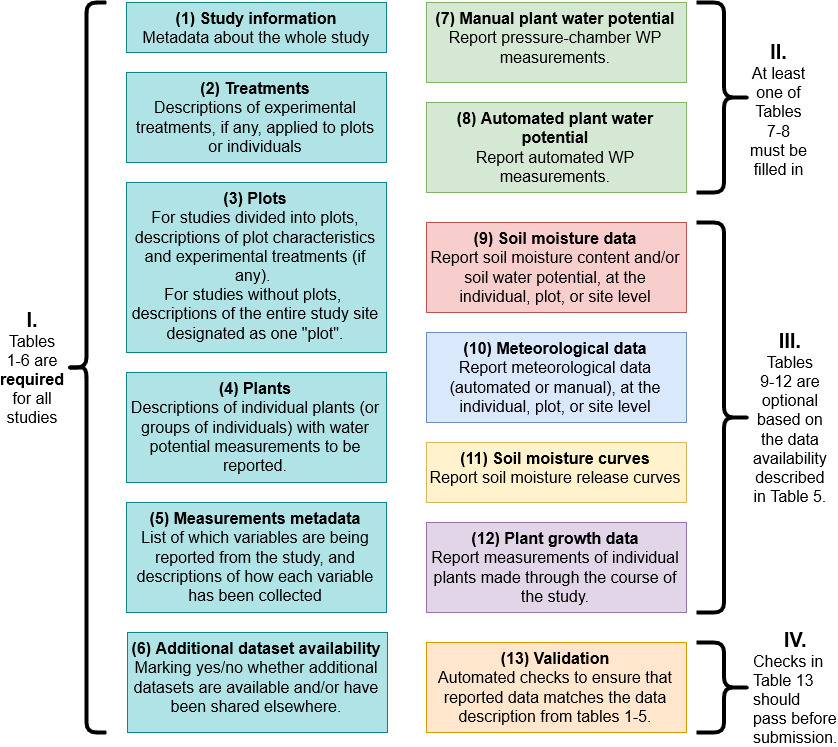 I.
Tables
1-6 are
required
for all
studies
(1) Study information
Metadata about the whole study
(2) Treatments
Descriptions of experimental
treatments, if any, applied to plots
or individuals
(3) Plots
For studies divided into plots,
descriptions of plot characteristics
and experimental treatments (if
any).
For studies without plots,
descriptions of the entire study site
designated as one "plot".
(4) Plants
Descriptions of individual plants (or
groups of individuals) with water
potential measurements to be
reported.
(5) Measurements metadata
List of which variables are being
reported from the study, and
descriptions of how each variable
has been collected
(6) Additional dataset availability
Marking yes/no whether additional
datasets are available and/or have
been shared elsewhere.
(7) Manual plant water potential
Report pressure-chamber WP
measurements.
(8) Automated plant water
potential
Report automated WP
measurements.
II.
At least
one of
Tables
7-8
must be
filled in
(9) Soil moisture data
Report soil moisture content and/or
soil water potential, at the
individual, plot, or site level
(10) Meteorological data
Report meteorological data
(automated or manual), at the
individual, plot, or site level
(11) Soil moisture curves
Report soil moisture release curves
(12) Plant growth data
Report measurements of individual
plants made through the course of
the study.
III.
Tables
9-12 are
optional
based on
the data
availability
described
in Table 5.
(13) Validation
Automated checks to ensure that
reported data matches the data
description from tables 1-5.
IV.
Checks in
Table 13
should
pass before
submission.